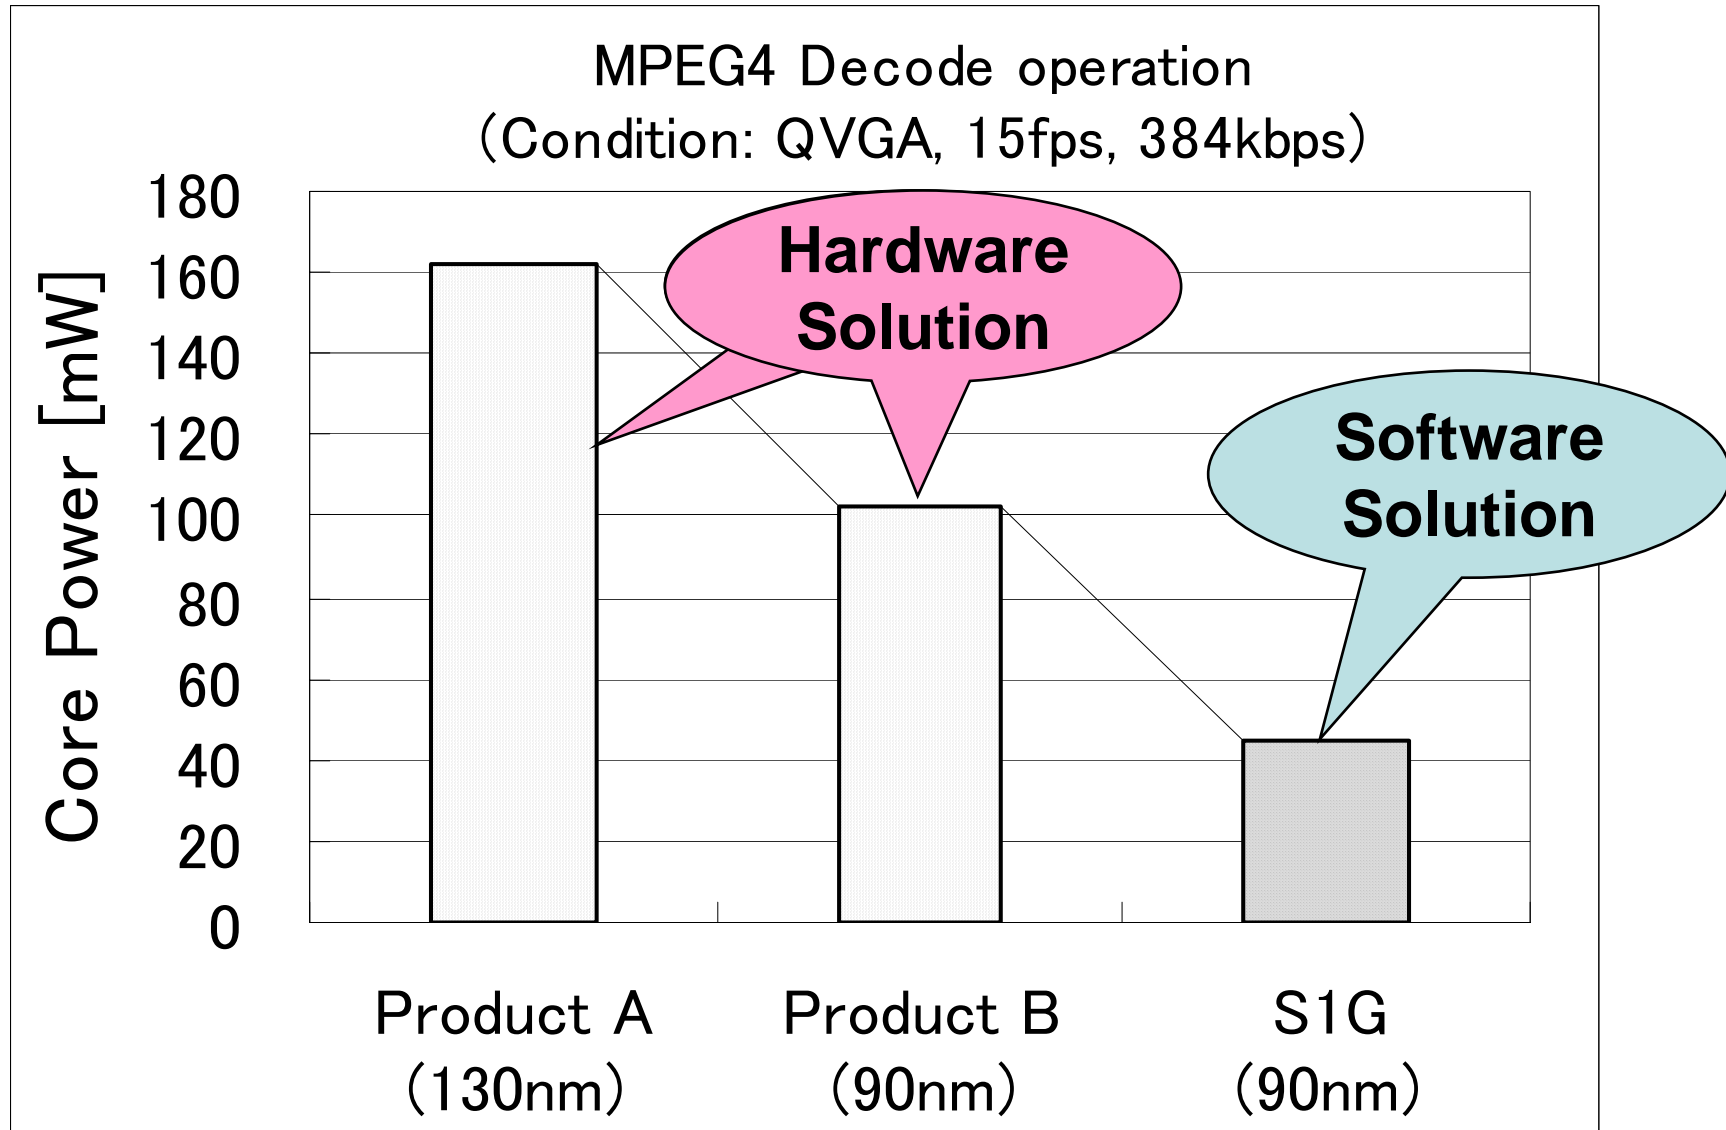 MPEG4 Decode operation
(Condition: QVGA, 15fps, 384kbps)
Core Power [mW]
180
160
140
120
100
80
60
40
20
0
Hardware
Solution
Software
Solution
Product A
(130nm)
Product B
(90nm)
S1G
(90nm)